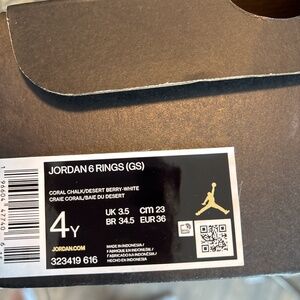 JORDAN 6 RINGS (GS)
CORAL CHALK/DESERT BERRY-WHITE
CRAIE CORAIL/BAIE DU DESERT
4Y
UK 3.5 cm 23
BR 34.5 EUR 36
JORDAN.COM
323419 616
MADE IN INDONESIA/
FABRIQUÉ EN INDONÉSIE/
FABRICADO NA INDONÉSIA/
HECHO EN INDONESIA